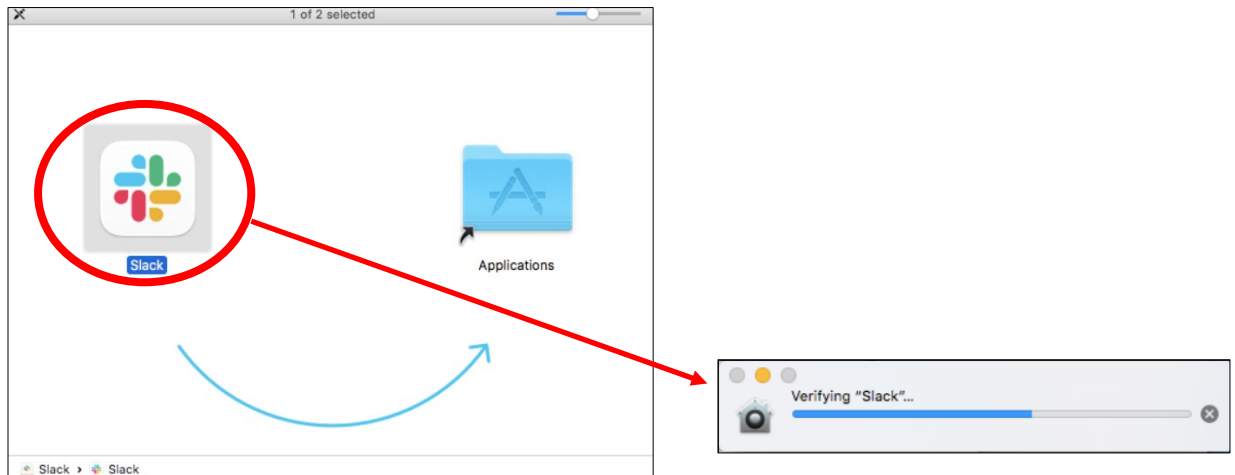 1 of 2 selected
Slack
Applications
Slack › Slack
Verifying "Slack"...